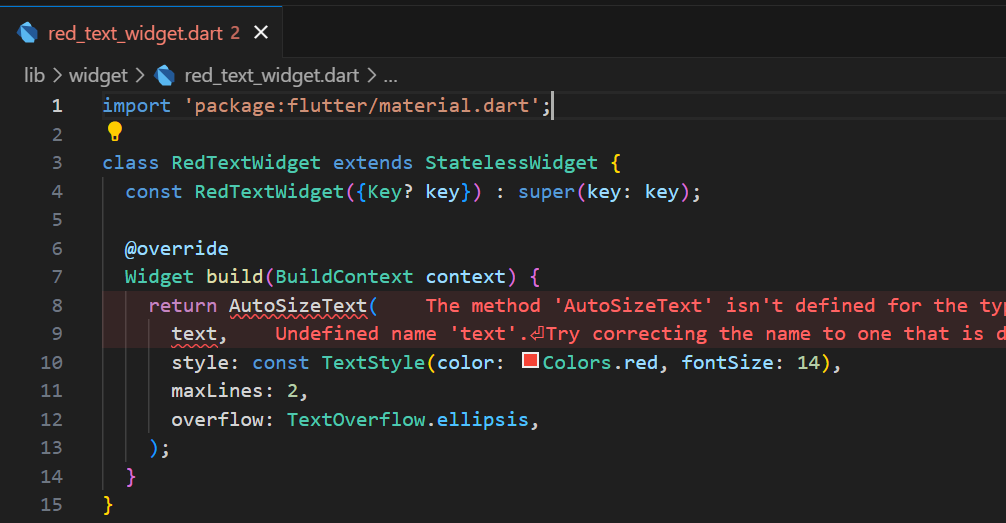 red_text_widget.dart 2
lib > widget > red_text_widget.dart > ...
1 import 'package:flutter/material.dart';
2
3 class RedTextWidget extends StatelessWidget {
4 const RedTextWidget({Key? key}) : super(key: key);
5
6 @override
7 Widget build(BuildContext context) {
8 return AutoSizeText( The method 'AutoSizeText' isn't defined for the
9 text, Undefined name 'text'.⏎Try correcting the name to one that is
10 style: const TextStyle(color: Colors.red, fontSize: 14),
11 maxLines: 2,
12 overflow: TextOverflow.ellipsis,
13 );
14 }
15 }